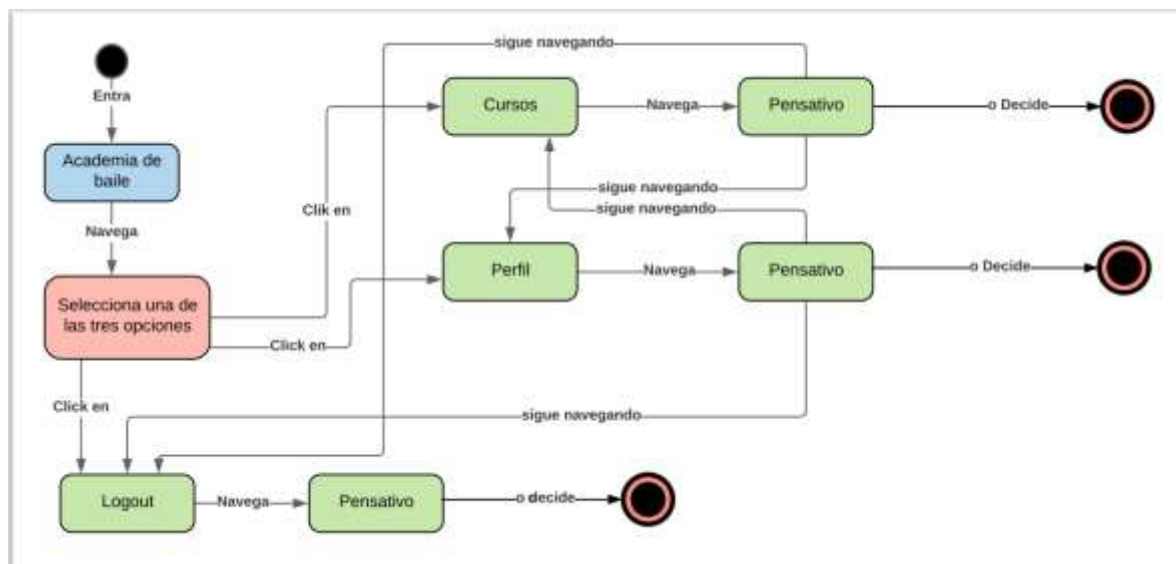 sigue navegando
Entra
Cursos
Navega
Pensativo
o Decide
Academia de
baile
Clik en
sigue navegando
sigue navegando
Navega
Perfil
Navega
Pensativo
o Decide
Selecciona una de
las tres opciones
Click en
Click en
sigue navegando
Logout
Navega
Pensativo
o decide